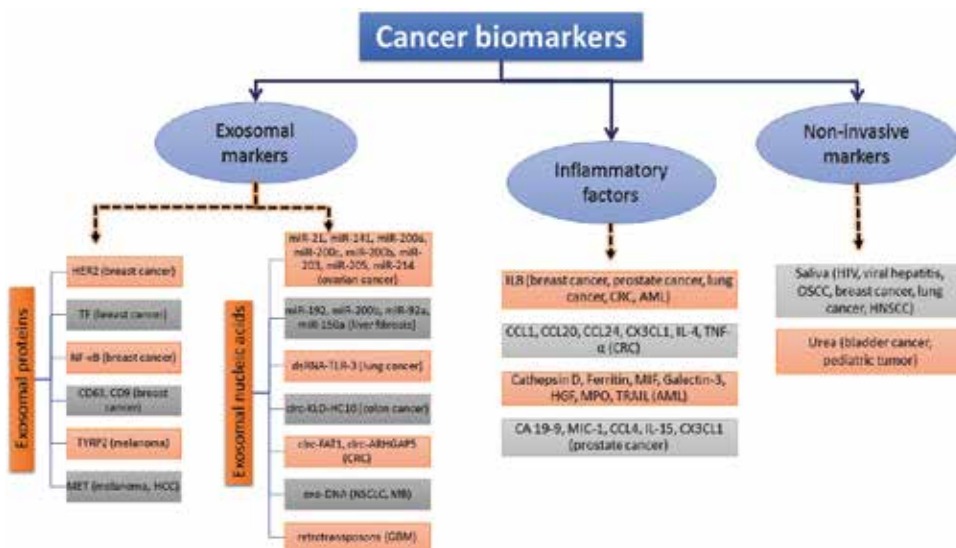 Cancer biomarkers
Exosomal
markers
Inflammatory
factors
Non-invasive
markers
Exosomal proteins
HER2 (breast cancer)
TF (breast cancer)
NF-κB (breast cancer)
CD63, CD9 (breast
cancer)
TYRP2 (melanoma)
MET (melanoma, HCC)
Exosomal nucleic acids
miR-21, miR-141, miR-200a,
miR-200c, miR-200b, miR-
203, miR-205, miR-214
(ovarian cancer)
miR-192, miR-200b, miR-92a,
miR-150a (liver fibrosis)
dsRNA-TLR-3 (lung cancer)
circ-KLD-HC10 (colon cancer)
circ-FAT1, circ-ARHGAP5
(CRC)
exo-DNA (NSCLC, MB)
retrotransposons (GBM)
IL8 (breast cancer, prostate cancer, lung
cancer, CRC, AML)
CCL1, CCL20, CCL24, CX3CL1, IL-4, TNF-
α (CRC)
Cathepsin D, Ferritin, MIF, Galectin-3,
HGF, MPO, TRAIL (AML)
CA 19-9, MIC-1, CCL4, IL-15, CX3CL1
(prostate cancer)
Saliva (HIV, viral hepatitis,
OSCC, breast cancer, lung
cancer, HNSCC)
Urea (bladder cancer,
pediatric tumor)